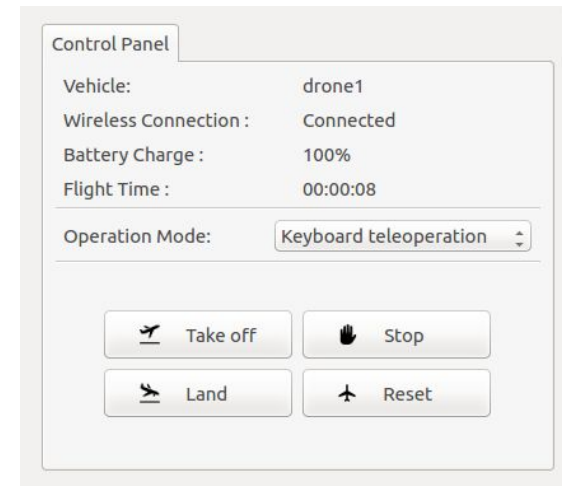 Control Panel
Vehicle: drone1
Wireless Connection : Connected
Battery Charge : 100%
Flight Time : 00:00:08
Operation Mode: Keyboard teleoperation
Take off Stop
Land Reset